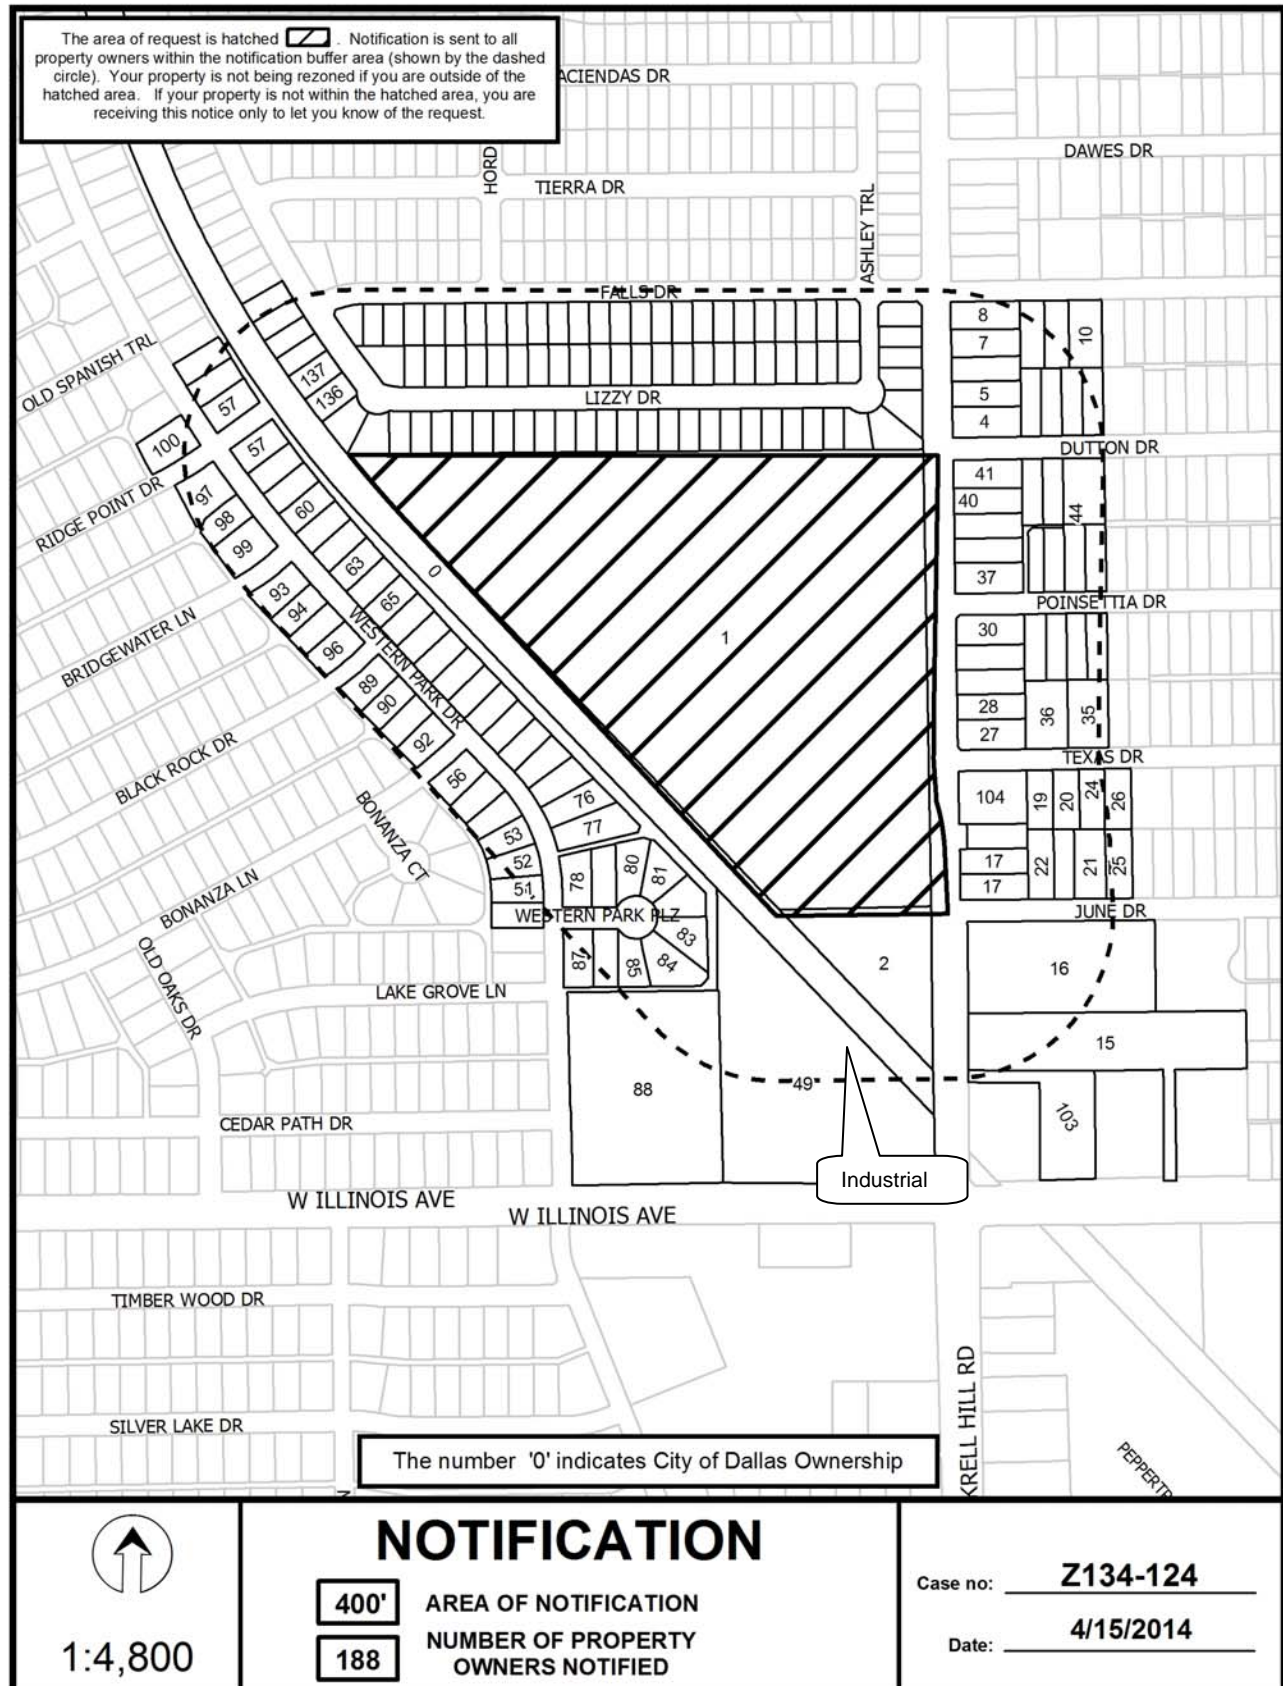 The area of request is hatched . Notification is sent to all
property owners within the notification buffer area (shown by the dashed
circle). Your property is not being rezoned if you are outside of the
hatched area. If your property is not within the hatched area, you are
receiving this notice only to let you know of the request.
ACIENDAS DR
DAWES DR
HORD
TIERRA DR
ASHLEY TRL
FALLS DR
8
10
7
OLD SPANISH TRL
137
136
5
LIZZY DR
57
4
100
57
DUTTON DR
41
97
40
RIDGE POINT DR
60
98
44
99
63
0
37
93
65
POINSETTIA DR
94
WESTERN PARK DR
1
30
BRIDGEWATER LN
96
89
90
28
36
35
92
27
BLACK ROCK DR
TEXAS DR
56
BONANZA CT
76
104
19
20
24
26
77
53
52
80
81
17
22
21
25
78
51
17
BONANZA LN
WESTERN PARK PLZ
JUNE DR
83
OLD OAKS DR
87
85
84
2
16
LAKE GROVE LN
15
88
49
103
CEDAR PATH DR
Industrial
W ILLINOIS AVE
W ILLINOIS AVE
TIMBER WOOD DR
KRELL HILL RD
SILVER LAKE DR
PEPPERTR
The number '0' indicates City of Dallas Ownership
N
1:4,800
NOTIFICATION
400' AREA OF NOTIFICATION
188 NUMBER OF PROPERTY
OWNERS NOTIFIED
Case no: Z134-124
Date: 4/15/2014